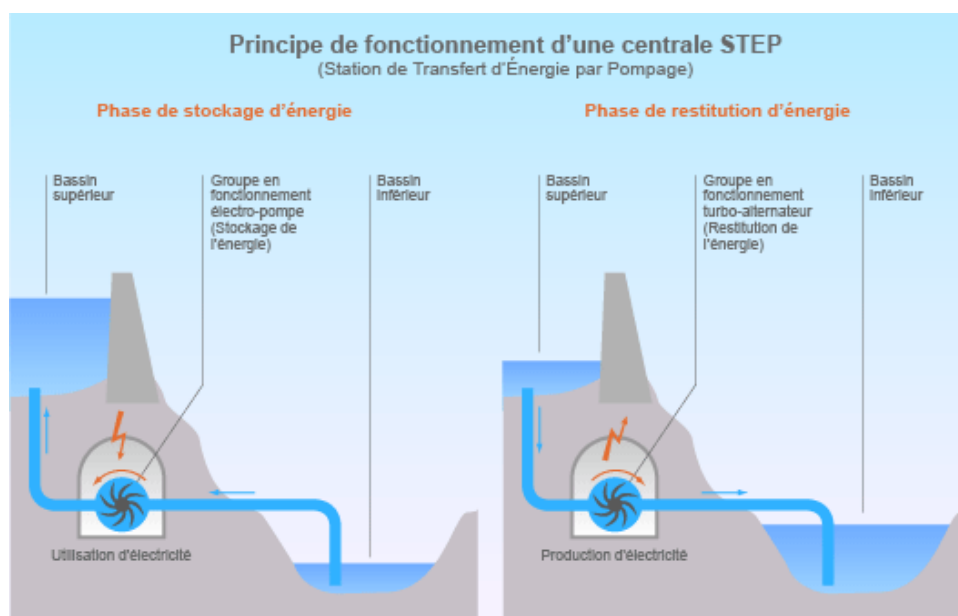 Principe de fonctionnement d'une centrale STEP
(Station de Transfert d'Énergie par Pompage)
Phase de stockage d'énergie
Bassin
supérieur
Groupe en
fonctionnement
électro-pompe
(Stockage de
l'énergie)
Bassin
inférieur
Utilisation d'électricité
Phase de restitution d'énergie
Bassin
supérieur
Groupe en
fonctionnement
turbo-alternateur
(Restitution de
l'énergie)
Bassin
inférieur
Production d'électricité